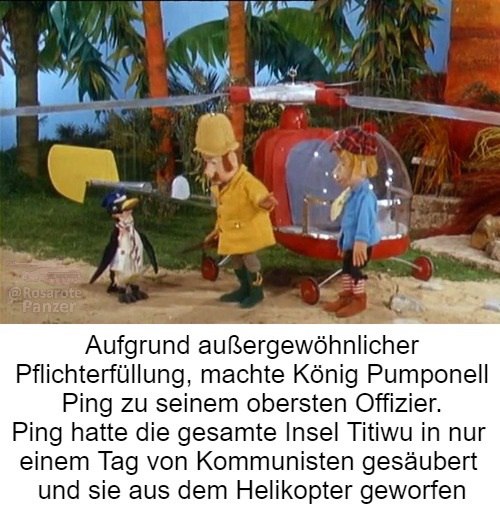 @Rosarote
Panzer
Aufgrund außergewöhnlicher
Pflichterfüllung, machte König Pumponell
Ping zu seinem obersten Offizier.
Ping hatte die gesamte Insel Titiwu in nur
einem Tag von Kommunisten gesäubert
und sie aus dem Helikopter geworfen